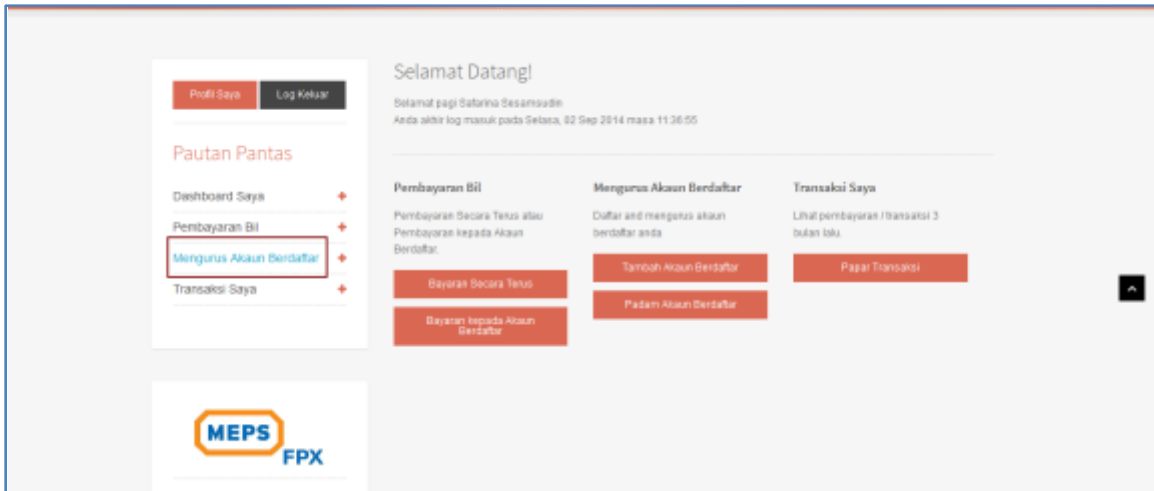 Profil Saya
Log Keluar
Pautan Pantas
Dashboard Saya
Pembayaran Bil
Mengurus Akaun Berdaftar
Transaksi Saya
MEPS
FPX
Selamat Datang!
Selamat pagi Safarina Sesamsudin
Anda akhir log masuk pada Selasa, 02 Sep 2014 masa 11:36:55
Pembayaran Bil
Pembayaran Secara Terus atau
Pembayaran kepada Akaun
Berdaftar.
Bayaran Secara Terus
Bayaran kepada Akaun
Berdaftar
Mengurus Akaun Berdaftar
Daftar and mengurus akaun
berdaftar anda
Tambah Akaun Berdaftar
Padam Akaun Berdaftar
Transaksi Saya
Lihat pembayaran / transaksi 3
bulan lalu.
Papar Transaksi